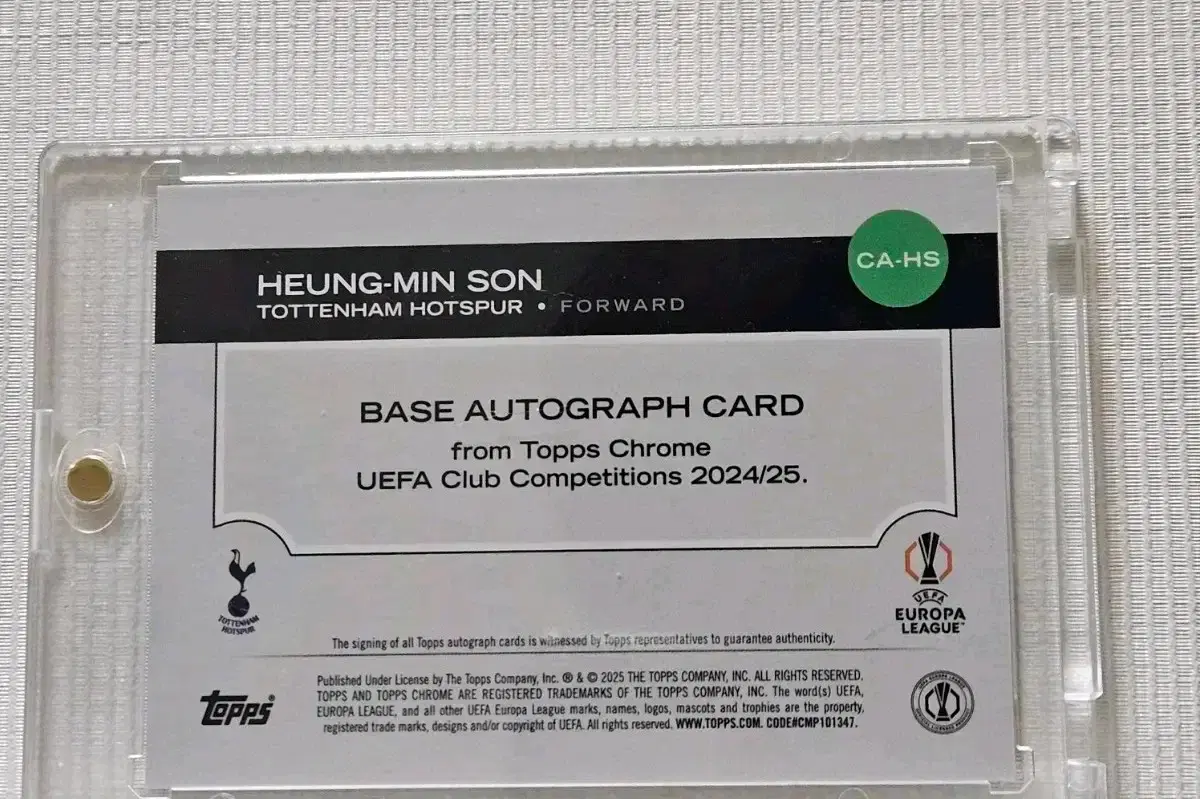 CA-HS
HEUNG-MIN SON
TOTTENHAM HOTSPUR • FORWARD
BASE AUTOGRAPH CARD
from Topps Chrome
UEFA Club Competitions 2024/25.
TOTTENHAM
HOTSPUR
UEFA
EUROPA
LEAGUE™
The signing of all Topps autograph cards is witnessed by Topps representatives to guarantee authenticity.
topps®
Published Under License by The Topps Company, Inc. ® & © 2025 THE TOPPS COMPANY, INC. ALL RIGHTS RESERVED.
TOPPS AND TOPPS CHROME ARE REGISTERED TRADEMARKS OF THE TOPPS COMPANY, INC. The word(s) UEFA,
EUROPA LEAGUE, and all other UEFA Europa League marks, names, logos, mascots and trophies are the property,
registered trade marks, designs and/or copyright of UEFA. All rights reserved. WWW.TOPPS.COM. CODE#CMP101347.